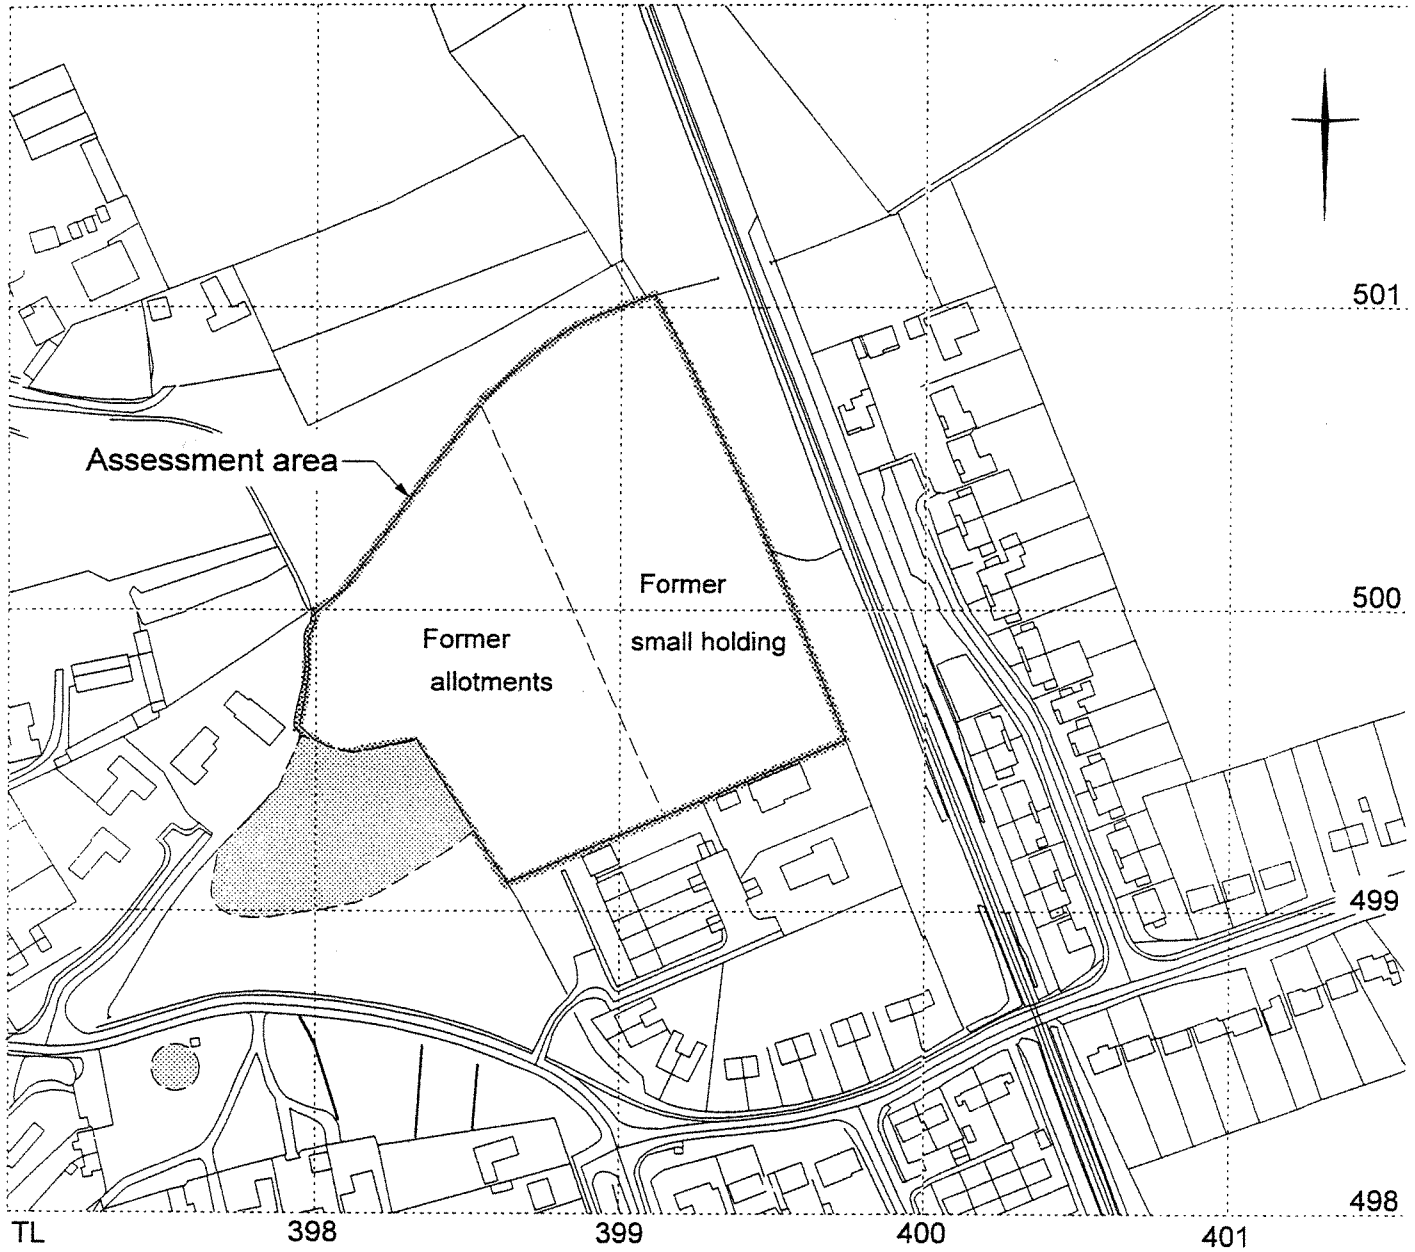 501
Assessment area
Former
500
Former
small holding
allotments
499
498
TL
398
399
400
401